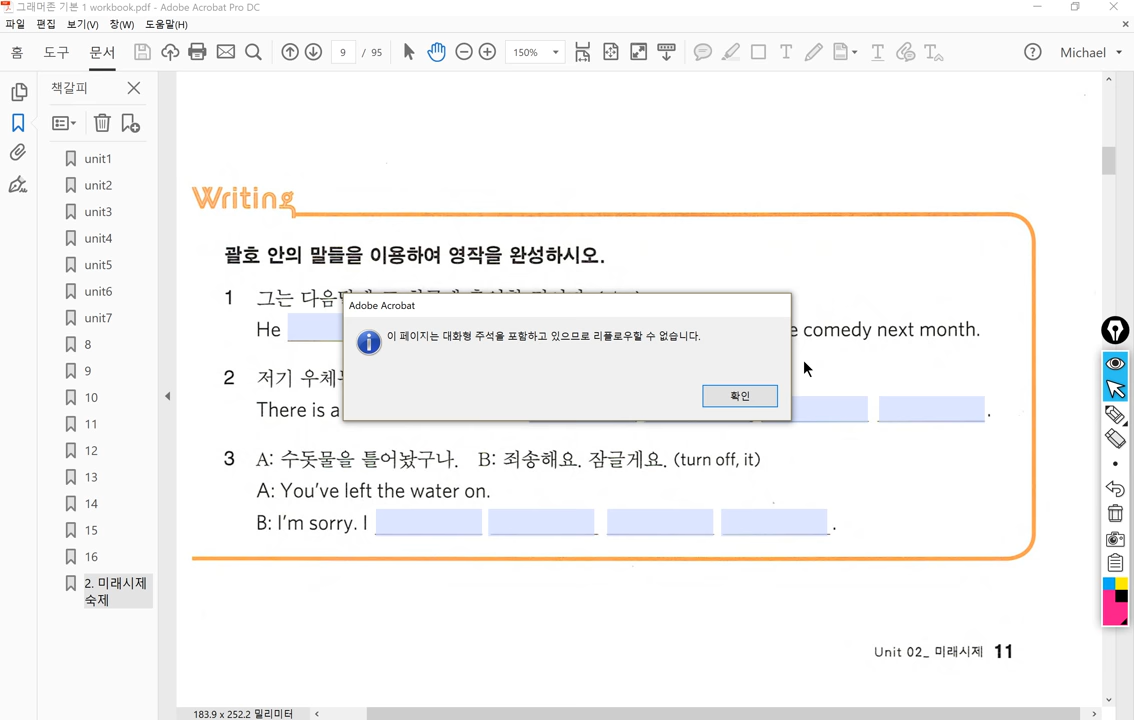 그래머존 기본 1 workbook.pdf - Adobe Acrobat Pro DC
파일 편집 보기(V) 창(W) 도움말(H)
홈 도구 문서 9 / 95 150% Michael
책갈피
unit1
unit2
unit3
unit4
unit5
unit6
unit7
8
9
10
11
12
13
14
15
16
2. 미래시제
숙제
Writing
괄호 안의 말들을 이용하여 영작을 완성하시오.
1 그는 다음
He e comedy next month.
Adobe Acrobat
이 페이지는 대화형 주석을 포함하고 있으므로 리플로우할 수 없습니다.
확인
2 저기 우체
There is a .
3 A: 수돗물을 틀어놨구나. B: 죄송해요. 잠글게요. (turn off, it)
A: You've left the water on.
B: I'm sorry. I .
Unit 02_ 미래시제 11
183.9 x 252.2 밀리미터